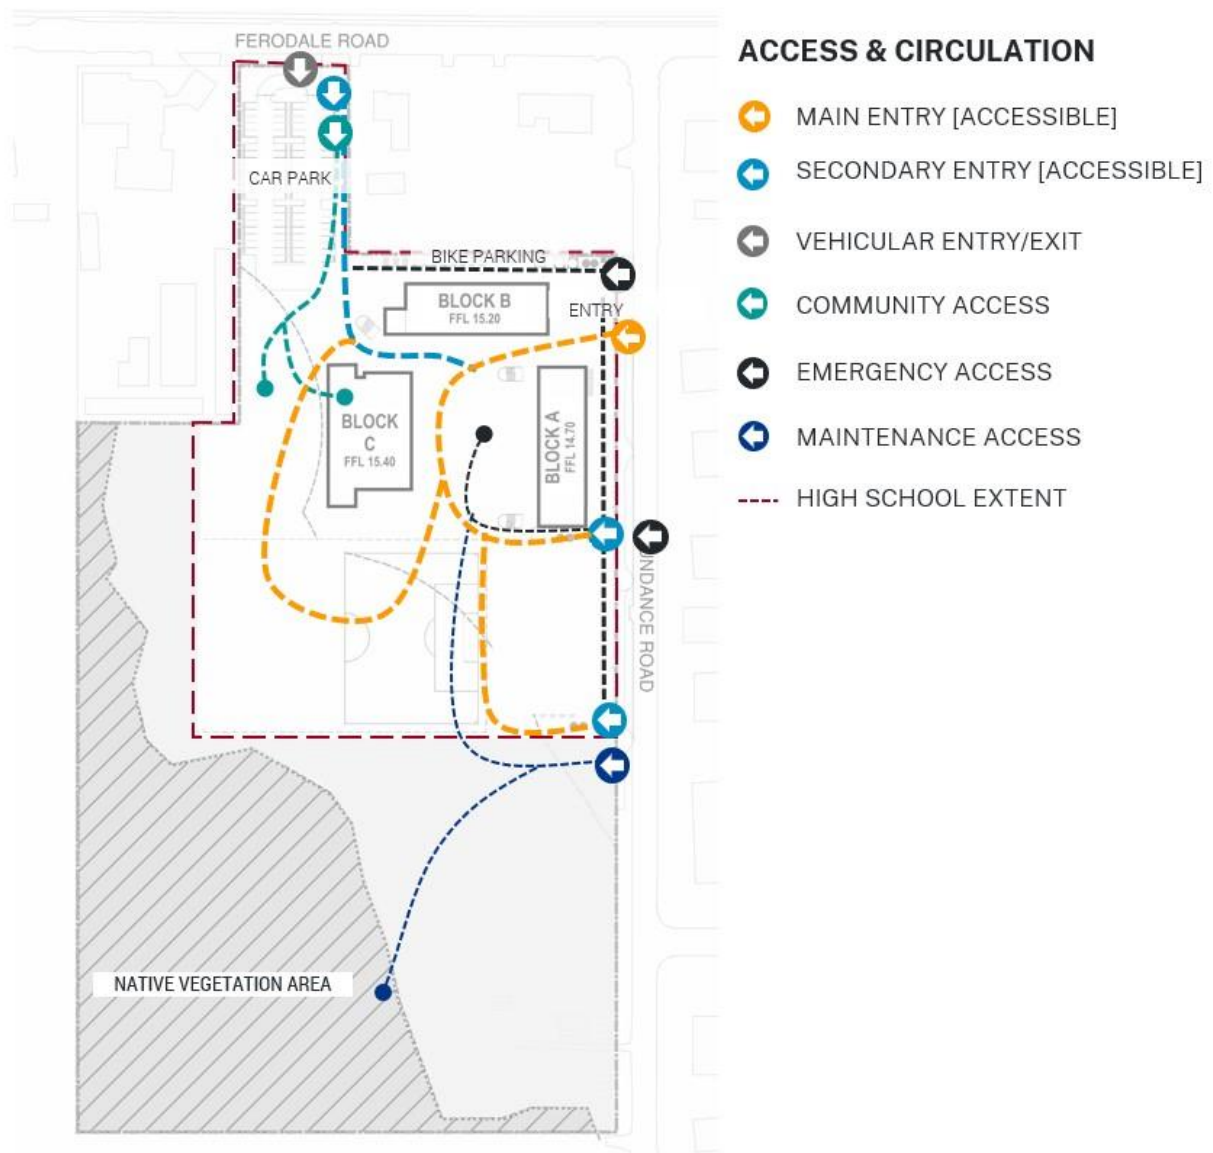 FERODALE ROAD
CAR PARK
BIKE PARKING
BLOCK B
FFL 15.20
ENTRY
BLOCK
C
FFL 15.40
BLOCK A
FFL 14.70
UNDANCE ROAD
NATIVE VEGETATION AREA
ACCESS & CIRCULATION
MAIN ENTRY [ACCESSIBLE]
SECONDARY ENTRY [ACCESSIBLE]
VEHICULAR ENTRY/EXIT
COMMUNITY ACCESS
EMERGENCY ACCESS
MAINTENANCE ACCESS
HIGH SCHOOL EXTENT